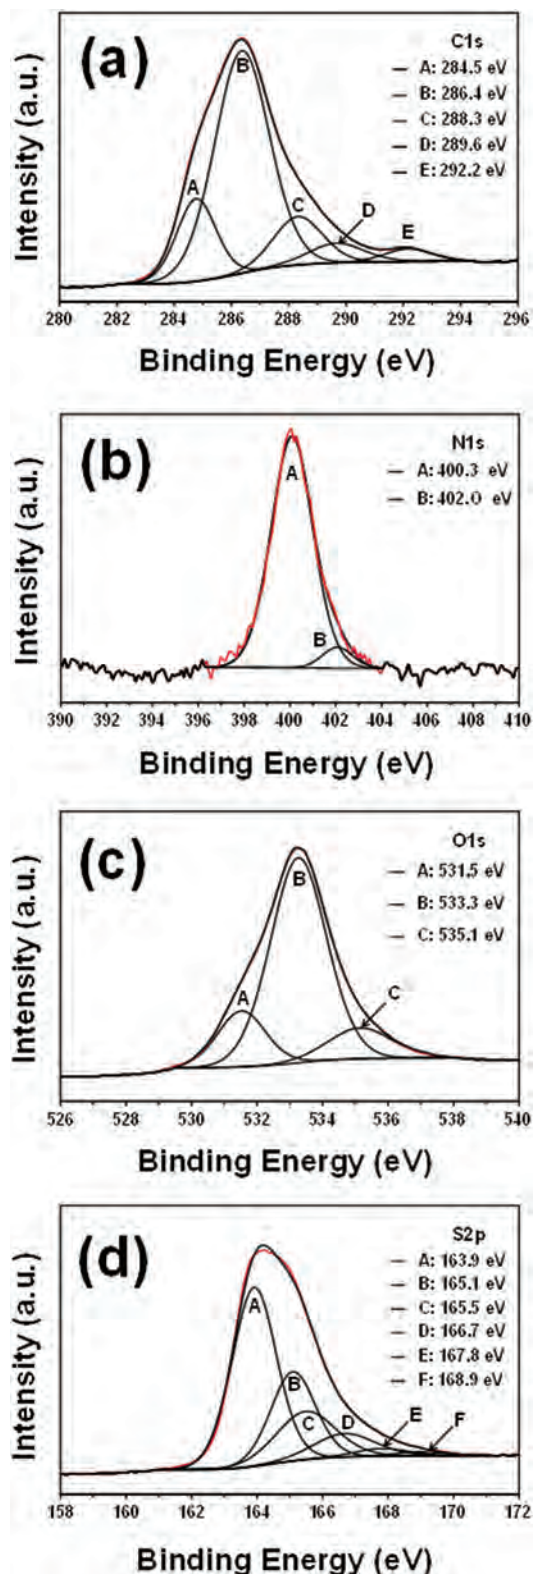 (a)
C1s
A: 284.5 eV
B: 286.4 eV
C: 288.3 eV
D: 289.6 eV
E: 292.2 eV
B
A
C
D
E
Intensity (a.u.)
280 282 284 286 288 290 292 294 296
Binding Energy (eV)
(b)
N1s
A: 400.3 eV
B: 402.0 eV
A
B
Intensity (a.u.)
390 392 394 396 398 400 402 404 406 408 410
Binding Energy (eV)
(c)
O1s
A: 531.5 eV
B: 533.3 eV
C: 535.1 eV
B
A
C
Intensity (a.u.)
526 528 530 532 534 536 538 540
Binding Energy (eV)
(d)
S2p
A: 163.9 eV
B: 165.1 eV
C: 165.5 eV
D: 166.7 eV
E: 167.8 eV
F: 168.9 eV
A
B
C
D
E
F
Intensity (a.u.)
158 160 162 164 166 168 170 172
Binding Energy (eV)